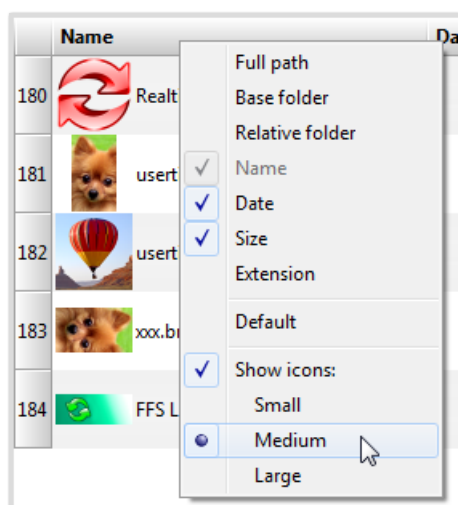 Name
Da
Full path
180
Realt
Base folder
Relative folder
181
usert
Name
Date
182
usert
Size
Extension
183
xxx.br
Default
Show icons:
184
FFS L
Small
Medium
Large